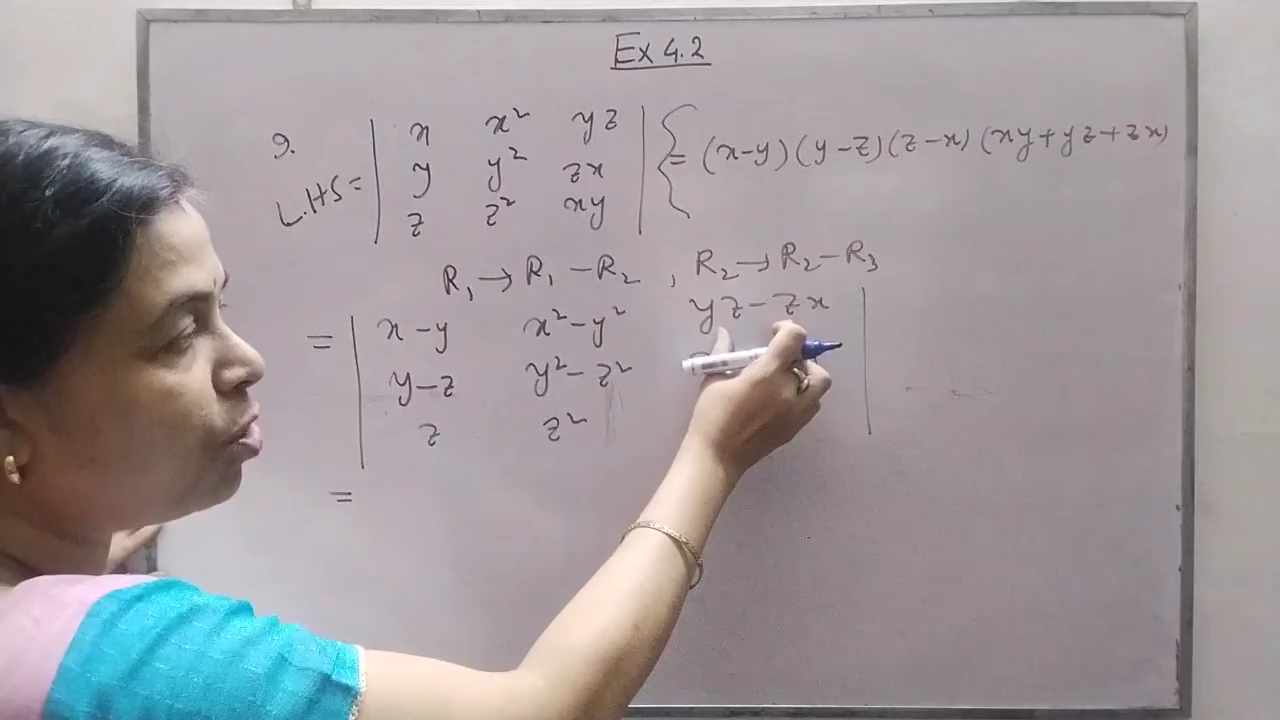 Ex 4.2
9. L.HS = | x x² yz | { = (x-y)(y-z)(z-x)(xy+yz+zx)
| y y² zx |
| z z² xy |
R₁→R₁-R₂, R₂→R₂-R₃
= | x-y x²-y² yz-zx |
| y-z y²-z² |
| z z² |
=